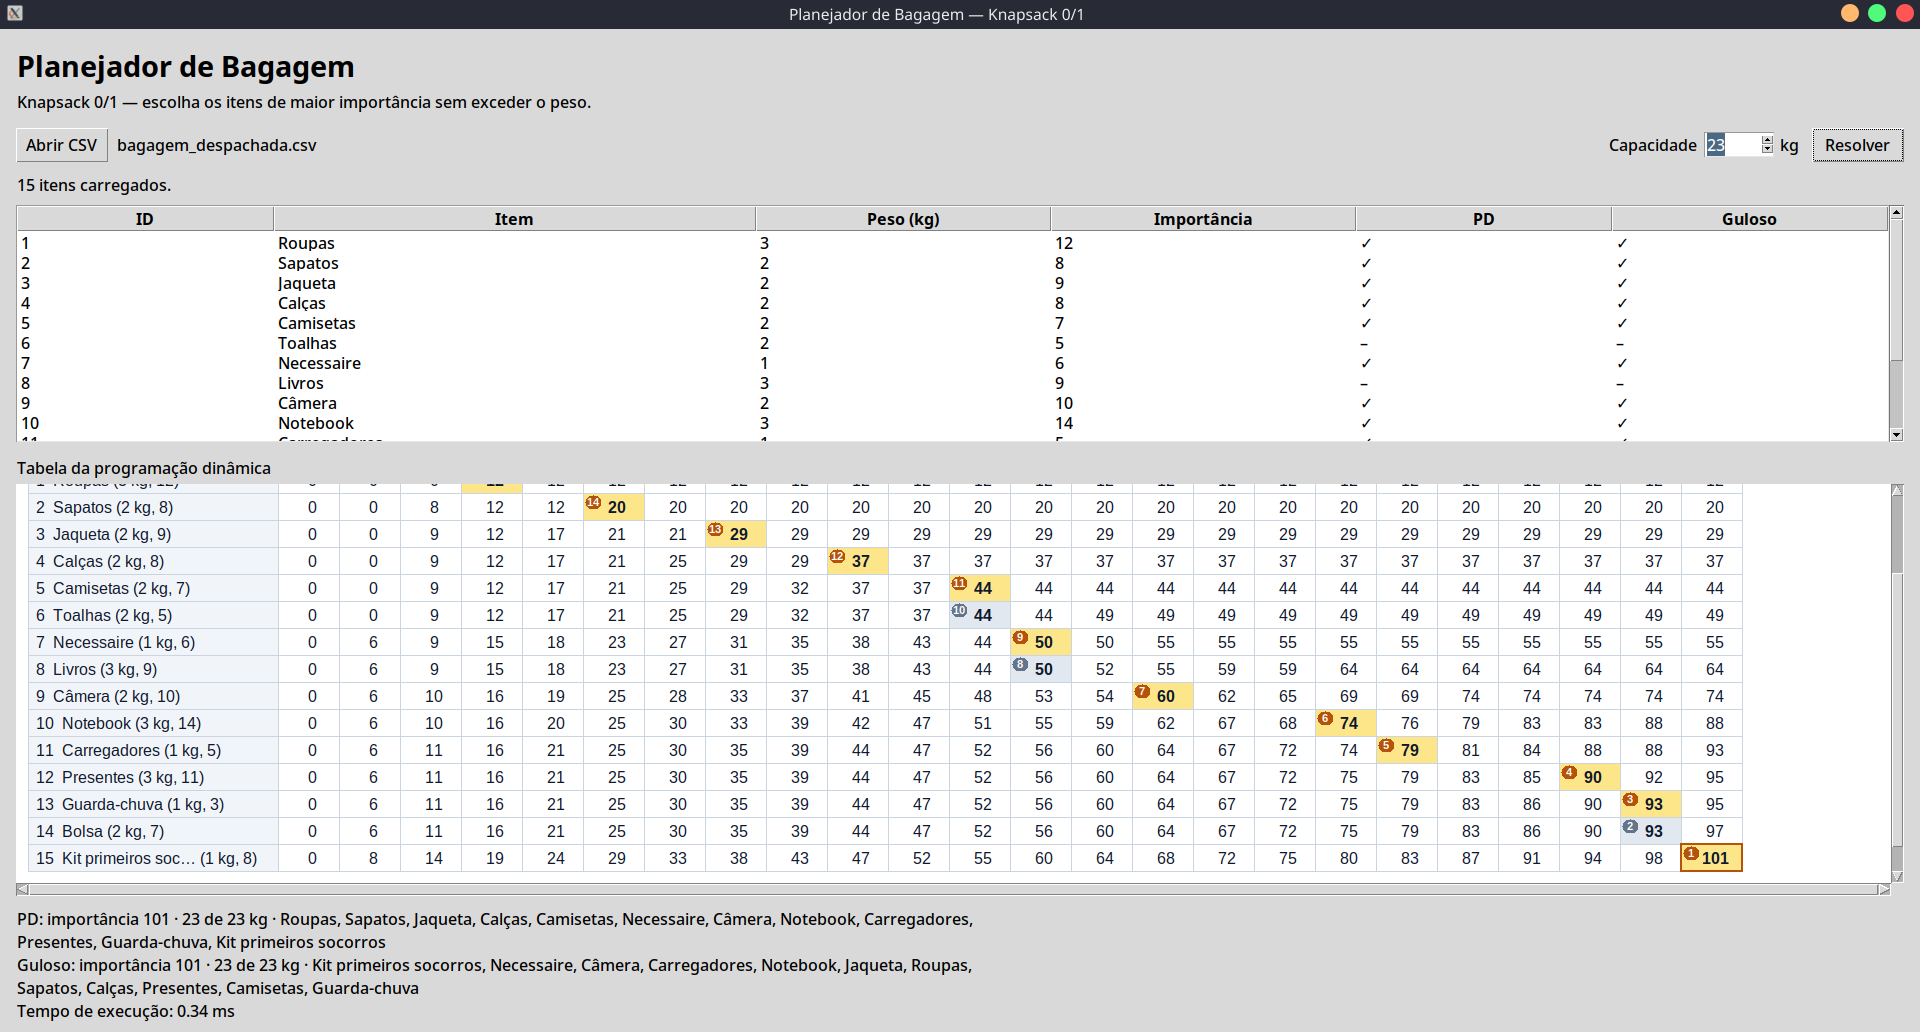 Planejador de Bagagem — Knapsack 0/1
Planejador de Bagagem
Knapsack 0/1 — escolha os itens de maior importância sem exceder o peso.
Abrir CSV bagagem_despachada.csv Capacidade 23 kg Resolver
15 itens carregados.
ID Item Peso (kg) Importância PD Guloso
1 Roupas 3 12 ✓ ✓
2 Sapatos 2 8 ✓ ✓
3 Jaqueta 2 9 ✓ ✓
4 Calças 2 8 ✓ ✓
5 Camisetas 2 7 ✓ ✓
6 Toalhas 2 5 – –
7 Necessaire 1 6 ✓ ✓
8 Livros 3 9 – –
9 Câmera 2 10 ✓ ✓
10 Notebook 3 14 ✓ ✓
Tabela da programação dinâmica
2 Sapatos (2 kg, 8) 0 0 8 12 12 14 20 20 20 20 20 20 20 20 20 20 20 20 20 20 20 20 20 20 20
3 Jaqueta (2 kg, 9) 0 0 9 12 17 21 21 13 29 29 29 29 29 29 29 29 29 29 29 29 29 29 29 29 29
4 Calças (2 kg, 8) 0 0 9 12 17 21 25 29 29 12 37 37 37 37 37 37 37 37 37 37 37 37 37 37 37
5 Camisetas (2 kg, 7) 0 0 9 12 17 21 25 29 32 37 37 11 44 44 44 44 44 44 44 44 44 44 44 44 44
6 Toalhas (2 kg, 5) 0 0 9 12 17 21 25 29 32 37 37 10 44 44 49 49 49 49 49 49 49 49 49 49 49
7 Necessaire (1 kg, 6) 0 6 9 15 18 23 27 31 35 38 43 44 9 50 50 55 55 55 55 55 55 55 55 55 55
8 Livros (3 kg, 9) 0 6 9 15 18 23 27 31 35 38 43 44 8 50 52 55 59 59 64 64 64 64 64 64 64
9 Câmera (2 kg, 10) 0 6 10 16 19 25 28 33 37 41 45 48 53 54 7 60 62 65 69 69 74 74 74 74 74
10 Notebook (3 kg, 14) 0 6 10 16 20 25 30 33 39 42 47 51 55 59 62 67 68 6 74 76 79 83 83 88 88
11 Carregadores (1 kg, 5) 0 6 11 16 21 25 30 35 39 44 47 52 56 60 64 67 72 74 5 79 81 84 88 88 93
12 Presentes (3 kg, 11) 0 6 11 16 21 25 30 35 39 44 47 52 56 60 64 67 72 75 79 83 85 4 90 92 95
13 Guarda-chuva (1 kg, 3) 0 6 11 16 21 25 30 35 39 44 47 52 56 60 64 67 72 75 79 83 86 90 3 93 95
14 Bolsa (2 kg, 7) 0 6 11 16 21 25 30 35 39 44 47 52 56 60 64 67 72 75 79 83 86 90 2 93 97
15 Kit primeiros soc… (1 kg, 8) 0 8 14 19 24 29 33 38 43 47 52 55 60 64 68 72 75 80 83 87 91 94 98 1 101
PD: importância 101 · 23 de 23 kg · Roupas, Sapatos, Jaqueta, Calças, Camisetas, Necessaire, Câmera, Notebook, Carregadores,
Presentes, Guarda-chuva, Kit primeiros socorros
Guloso: importância 101 · 23 de 23 kg · Kit primeiros socorros, Necessaire, Câmera, Carregadores, Notebook, Jaqueta, Roupas,
Sapatos, Calças, Presentes, Camisetas, Guarda-chuva
Tempo de execução: 0.34 ms